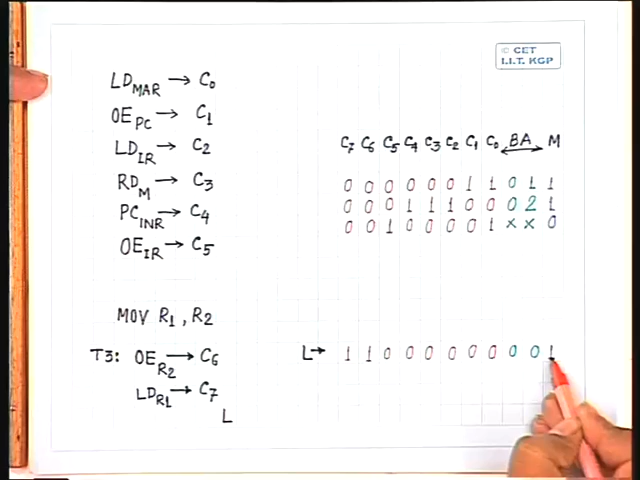 © CET
I.I.T. KGP
LD_MAR → C₀
OE_PC → C₁
LD_IR → C₂
RD_M → C₃
PC_INR → C₄
OE_IR → C₅
C₇ C₆ C₅ C₄ C₃ C₂ C₁ C₀ BA M
0 0 0 0 0 0 1 1 0 1 1
0 0 0 1 1 1 0 0 0 2 1
0 0 1 0 0 0 0 1 × × 0
MOV R₁, R₂
T3: OE_R2 → C₆
LD_R1 → C₇
L
L→ 1 1 0 0 0 0 0 0 0 0 1